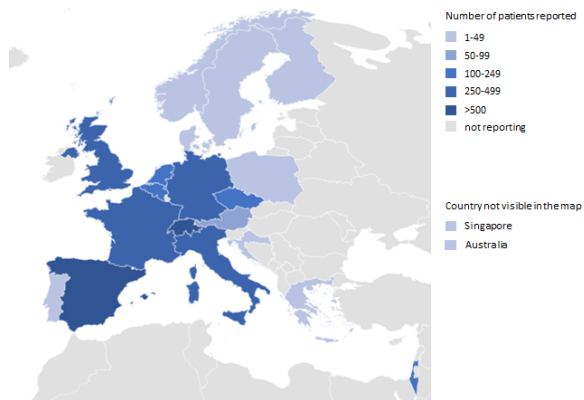 Number of patients reported
1-49
50-99
100-249
250-499
>500
not reporting
Country not visible in the map
Singapore
Australia